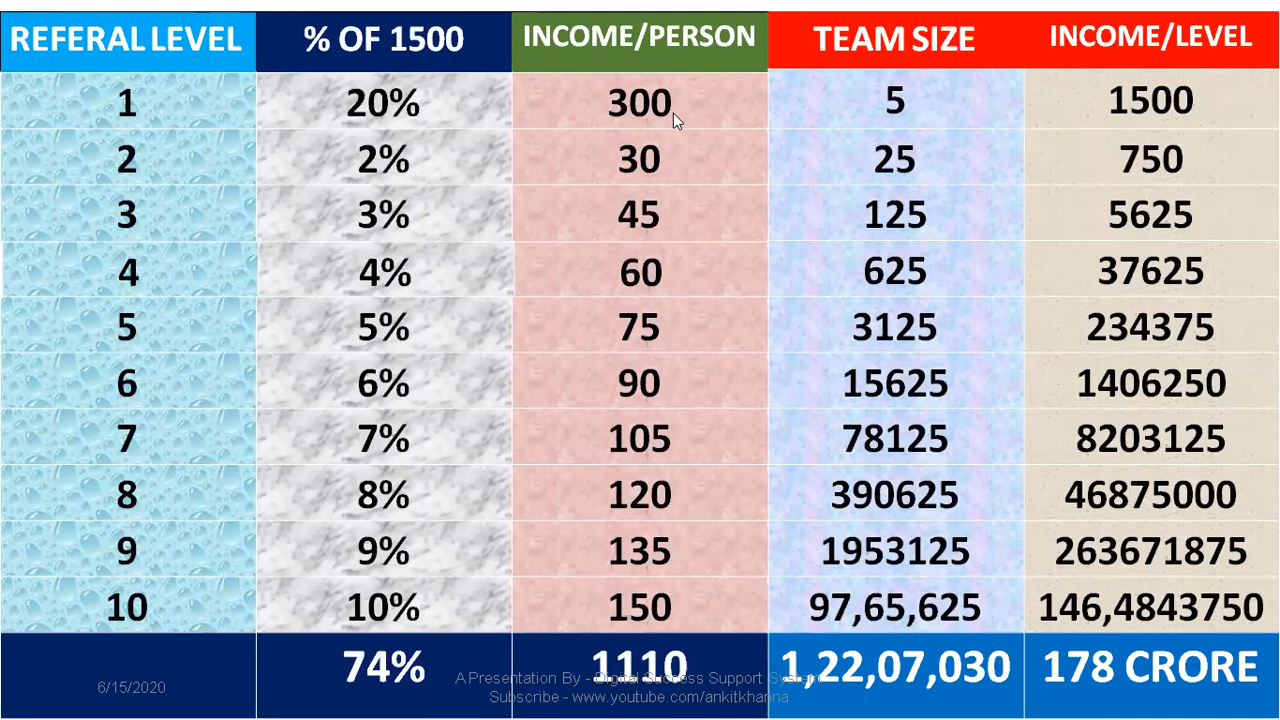 REFERAL LEVEL % OF 1500 INCOME/PERSON TEAM SIZE INCOME/LEVEL
1 20% 300 5 1500
2 2% 30 25 750
3 3% 45 125 5625
4 4% 60 625 37625
5 5% 75 3125 234375
6 6% 90 15625 1406250
7 7% 105 78125 8203125
8 8% 120 390625 46875000
9 9% 135 1953125 263671875
10 10% 150 97,65,625 146,4843750
74% 1110 1,22,07,030 178 CRORE
6/15/2020 A Presentation By - Digital Success Support System
Subscribe - www.youtube.com/ankitkhanna